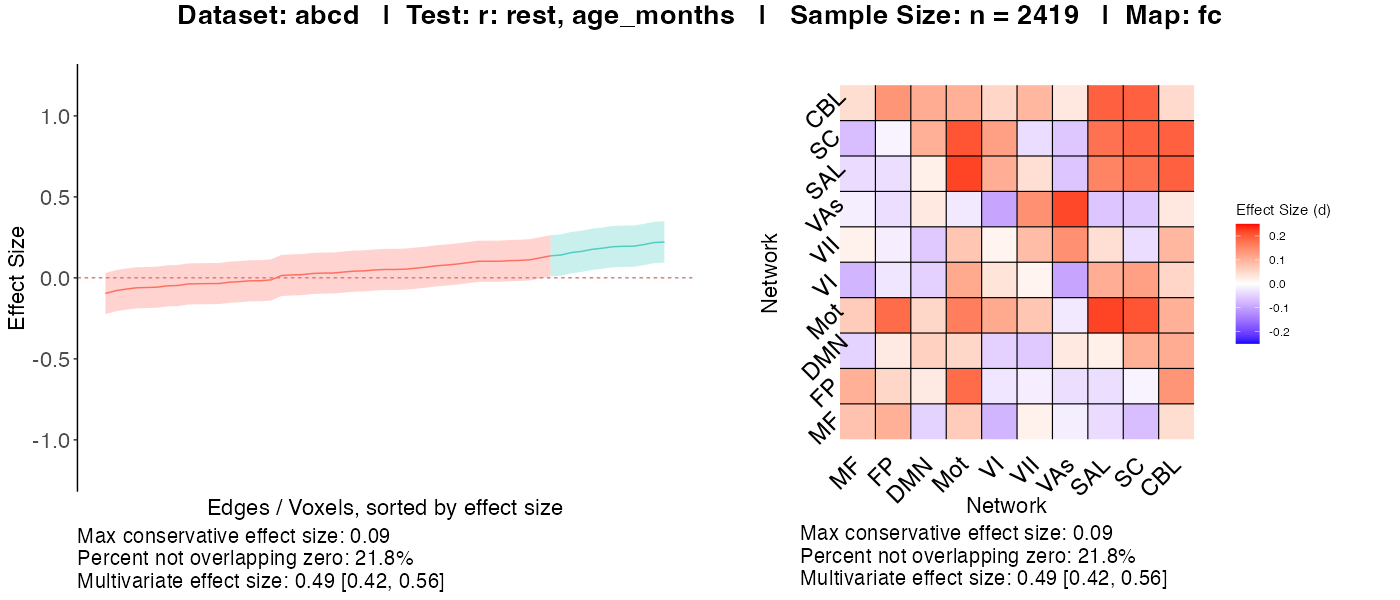 Dataset: abcd | Test: r: rest, age_months | Sample Size: n = 2419 | Map: fc
Effect Size
1.0
0.5
0.0
-0.5
-1.0
Edges / Voxels, sorted by effect size
Max conservative effect size: 0.09
Percent not overlapping zero: 21.8%
Multivariate effect size: 0.49 [0.42, 0.56]
Network
CBL
SC
SAL
VAs
VII
VI
Mot
DMN
FP
MF
MF FP DMN Mot VI VII VAs SAL SC CBL
Network
Max conservative effect size: 0.09
Percent not overlapping zero: 21.8%
Multivariate effect size: 0.49 [0.42, 0.56]
Effect Size (d)
0.2
0.1
0.0
-0.1
-0.2